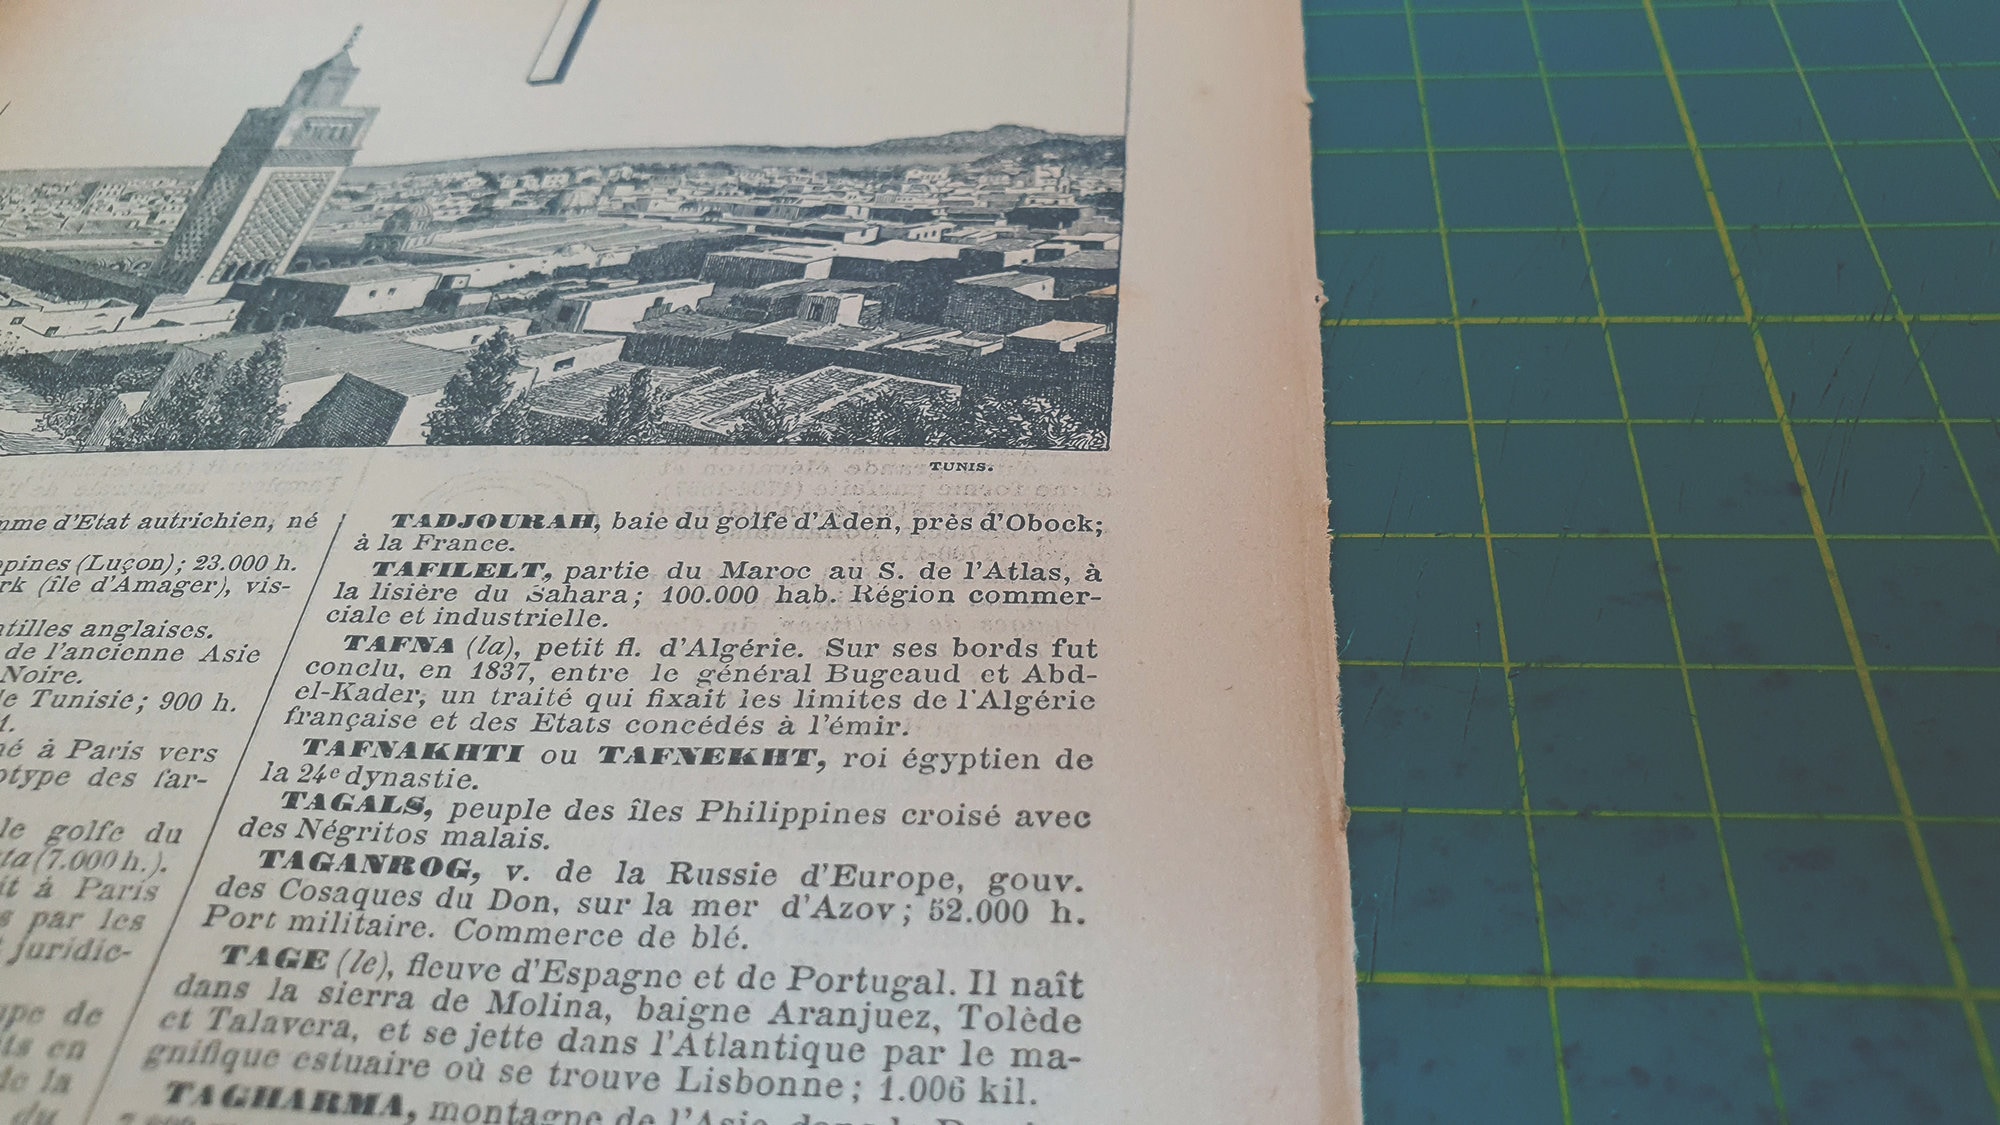 TUNIS.
mme d'Etat autrichien, né
(Luçon); 23.000 h.
(île d'Amager), vis-
anglaises.
de l'ancienne Asie
Noire.
Tunisie; 900 h.
à Paris vers
des far-
le golfe du
(7.000 h.).
à Paris
par les
juridic-
de
en
la
du
TADJOURAH, baie du golfe d'Aden, près d'Obock;
à la France.
TAFILELT, partie du Maroc au S. de l'Atlas, à
la lisière du Sahara; 100.000 hab. Région commer-
ciale et industrielle.
TAFNA (la), petit fl. d'Algérie. Sur ses bords fut
conclu, en 1837, entre le général Bugeaud et Abd-
el-Kader, un traité qui fixait les limites de l'Algérie
française et des Etats concédés à l'émir.
TAFNAKHTI ou TAFNEKHT, roi égyptien de
la 24e dynastie.
TAGALS, peuple des îles Philippines croisé avec
des Négritos malais.
TAGANROG, v. de la Russie d'Europe, gouv.
des Cosaques du Don, sur la mer d'Azov; 52.000 h.
Port militaire. Commerce de blé.
TAGE (le), fleuve d'Espagne et de Portugal. Il naît
dans la sierra de Molina, baigne Aranjuez, Tolède
et Talavera, et se jette dans l'Atlantique par le ma-
gnifique estuaire où se trouve Lisbonne; 1.006 kil.
TAGHARMA, montagne de l'Asie, dans le